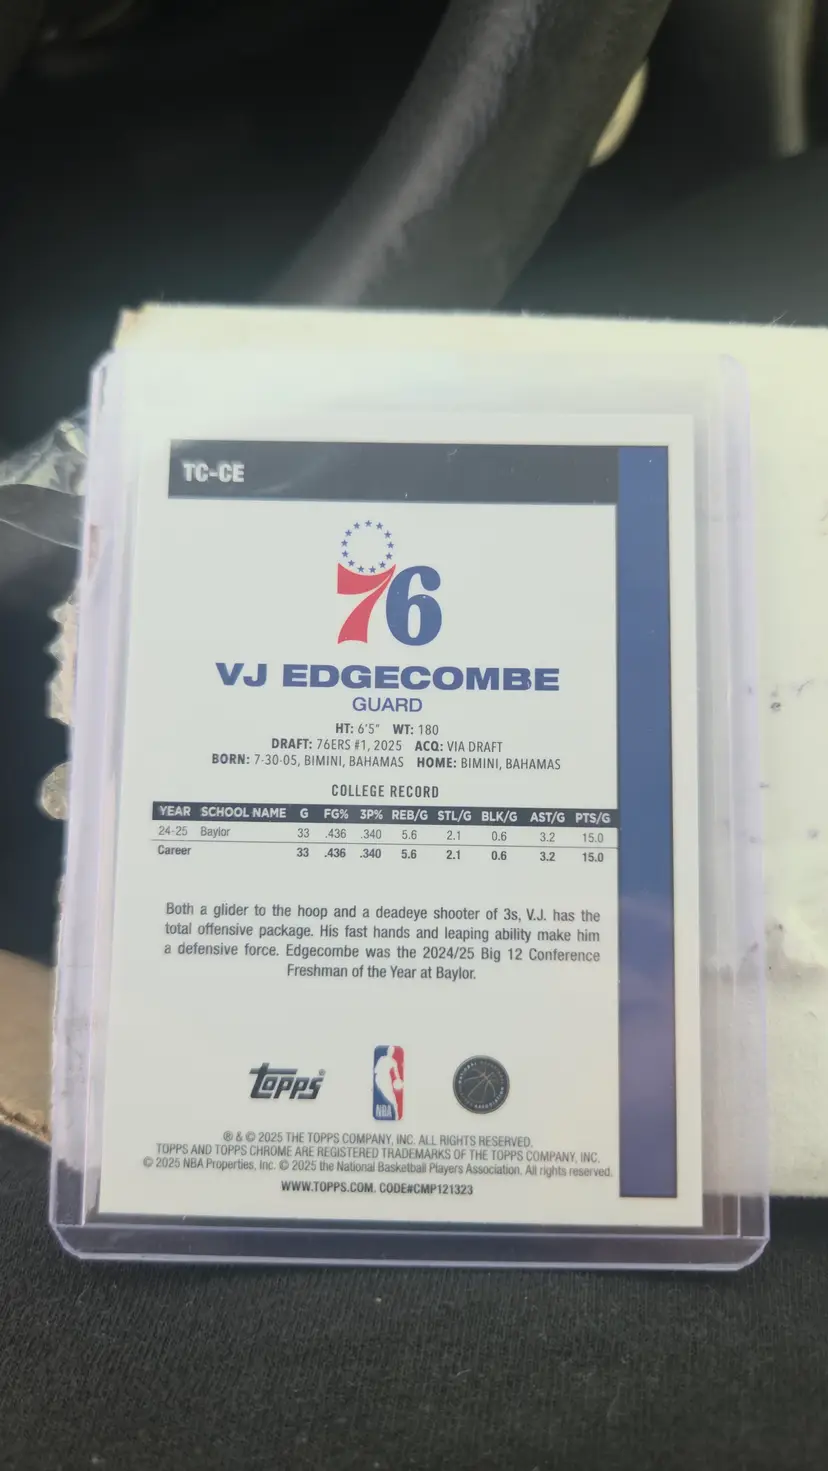 TC-CE
76
VJ EDGECOMBE
GUARD
HT: 6'5" WT: 180
DRAFT: 76ERS #1, 2025 ACQ: VIA DRAFT
BORN: 7-30-05, BIMINI, BAHAMAS HOME: BIMINI, BAHAMAS
COLLEGE RECORD
YEAR SCHOOL NAME G FG% 3P% REB/G STL/G BLK/G AST/G PTS/G
24-25 Baylor 33 .436 .340 5.6 2.1 0.6 3.2 15.0
Career 33 .436 .340 5.6 2.1 0.6 3.2 15.0
Both a glider to the hoop and a deadeye shooter of 3s, V.J. has the
total offensive package. His fast hands and leaping ability make him
a defensive force. Edgecombe was the 2024/25 Big 12 Conference
Freshman of the Year at Baylor.
topps® NBA
® & © 2025 THE TOPPS COMPANY, INC. ALL RIGHTS RESERVED.
TOPPS AND TOPPS CHROME ARE REGISTERED TRADEMARKS OF THE TOPPS COMPANY, INC.
© 2025 NBA Properties, Inc. © 2025 the National Basketball Players Association. All rights reserved.
WWW.TOPPS.COM. CODE#CMP121323